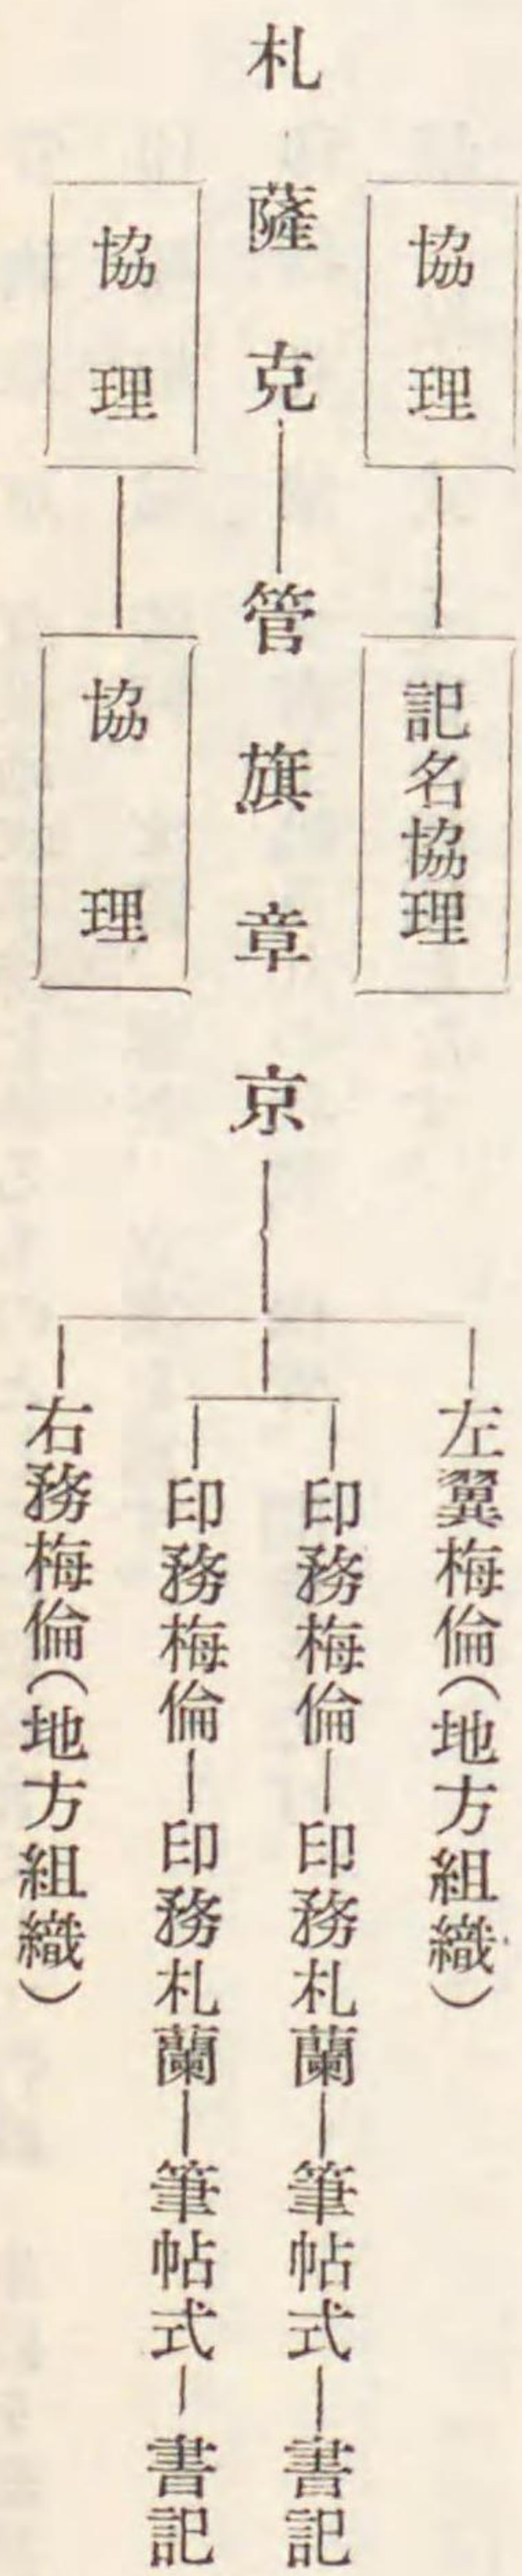 協理
記名協理
札薩克
管旗章京
協理
協理
左翼梅倫(地方組織)
印務梅倫
印務札蘭
筆帖式
書記
印務梅倫
印務札蘭
筆帖式
書記
右務梅倫(地方組織)